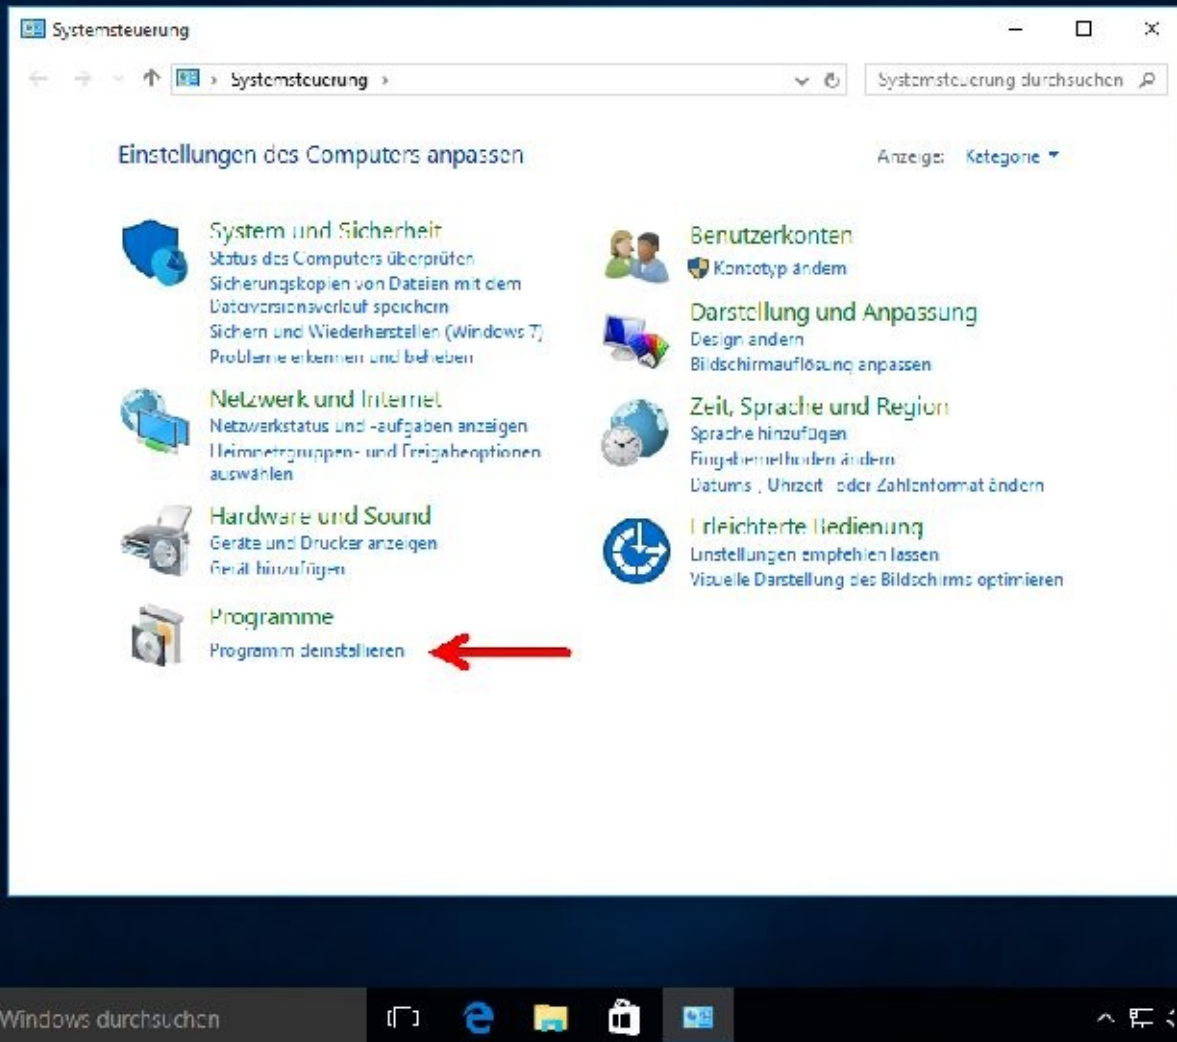 Systemsteuerung
Systemsteuerung
Systemsteuerung durchsuchen
Einstellungen des Computers anpassen
Anzeige: Kategorie
System und Sicherheit
Status des Computers überprüfen
Sicherungskopien von Dateien mit dem
Dateiversionsverlauf speichern
Sichern und Wiederherstellen (Windows 7)
Probleme erkennen und beheben
Netzwerk und Internet
Netzwerkstatus und -aufgaben anzeigen
Heimnetzgruppen- und Freigabeoptionen
auswählen
Hardware und Sound
Geräte und Drucker anzeigen
Gerät hinzufügen
Programme
Programm deinstallieren
Benutzerkonten
Kontotyp ändern
Darstellung und Anpassung
Design ändern
Bildschirmauflösung anpassen
Zeit, Sprache und Region
Sprache hinzufügen
Eingabemethoden ändern
Datums-, Uhrzeit- oder Zahlenformat ändern
Erleichterte Bedienung
Einstellungen empfehlen lassen
Visuelle Darstellung des Bildschirms optimieren
Windows durchsuchen